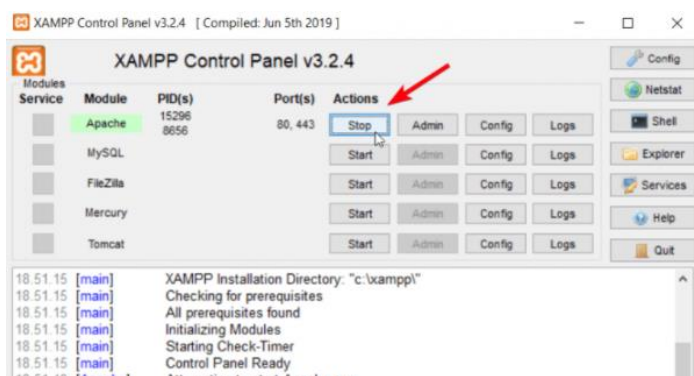 XAMPP Control Panel v3.2.4 [ Compiled: Jun 5th 2019 ]
XAMPP Control Panel v3.2.4
Config
Modules
Service Module PID(s) Port(s) Actions
Netstat
Apache 15296 8656 80, 443 Stop Admin Config Logs
Shell
MySQL Start Admin Config Logs
Explorer
FileZilla Start Admin Config Logs
Services
Mercury Start Admin Config Logs
Help
Tomcat Start Admin Config Logs
Quit
18.51.15 [main] XAMPP Installation Directory: "c:\xampp\"
18.51.15 [main] Checking for prerequisites
18.51.15 [main] All prerequisites found
18.51.15 [main] Initializing Modules
18.51.15 [main] Starting Check-Timer
18.51.15 [main] Control Panel Ready